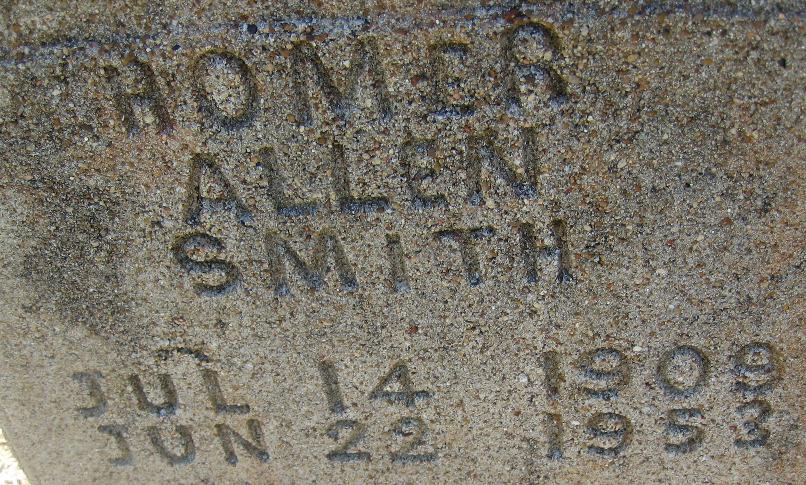 HOMER
ALLEN
SMITH
JUL 14 1909
JUN 22 1953